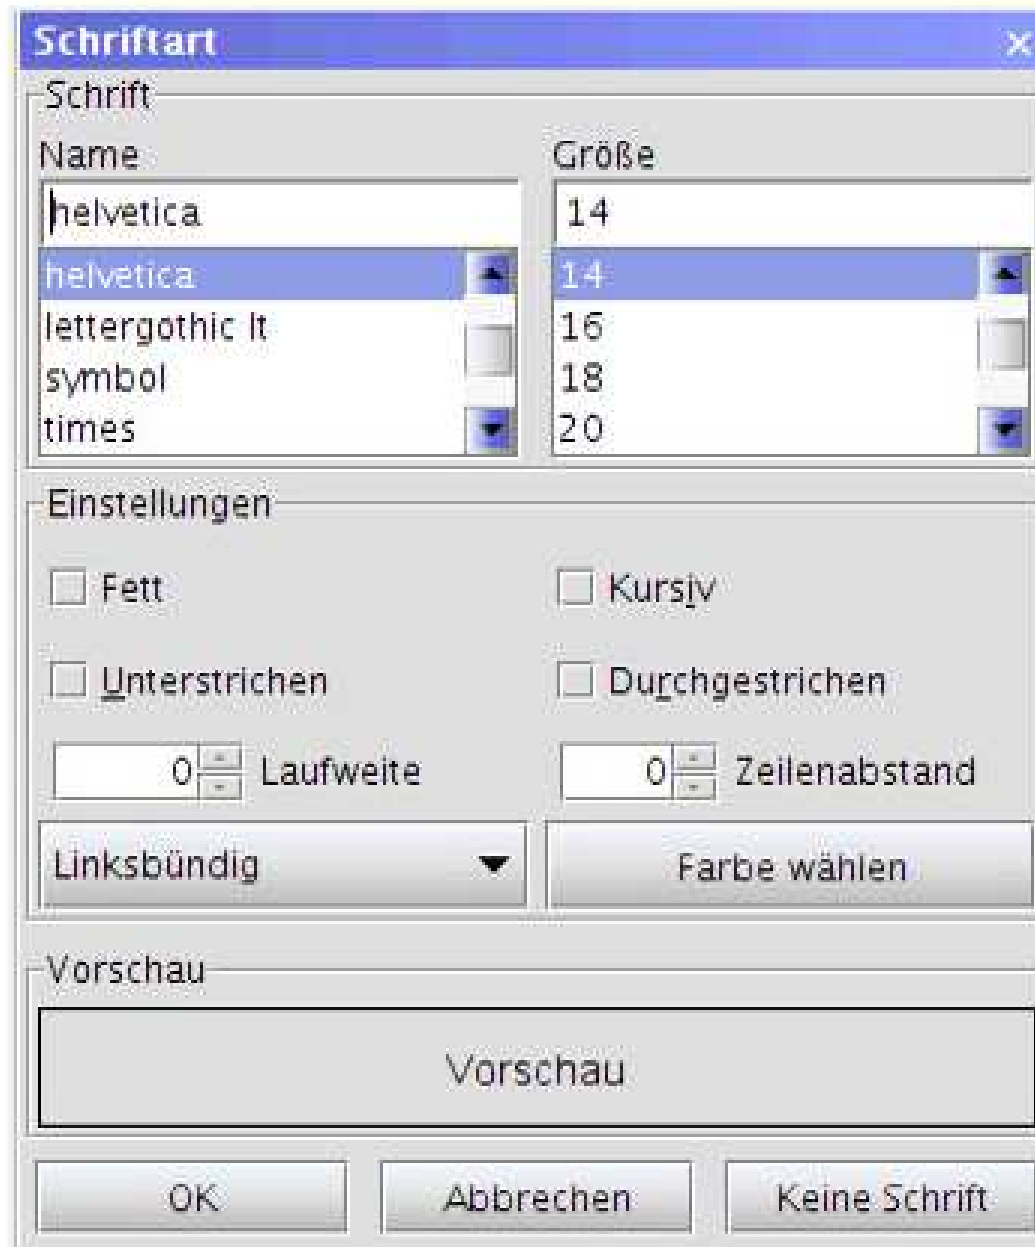 Schriftart
Schrift
Name Größe
helvetica 14
helvetica 14
lettergothic lt 16
symbol 18
times 20
Einstellungen
Fett Kursiv
Unterstrichen Durchgestrichen
0 Laufweite 0 Zeilenabstand
Linksbündig Farbe wählen
Vorschau
Vorschau
OK Abbrechen Keine Schrift